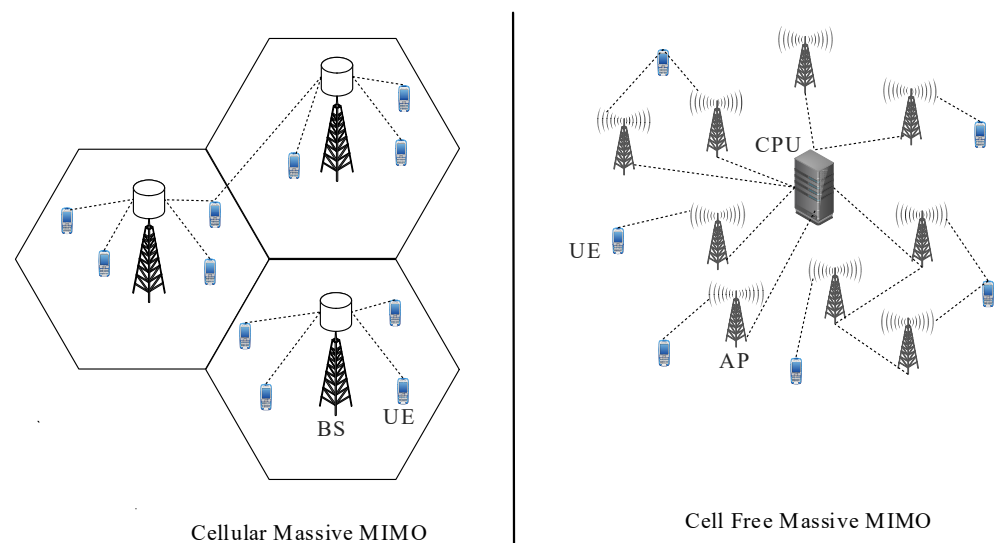 BS
UE
Cellular Massive MIMO
CPU
UE
AP
Cell Free Massive MIMO